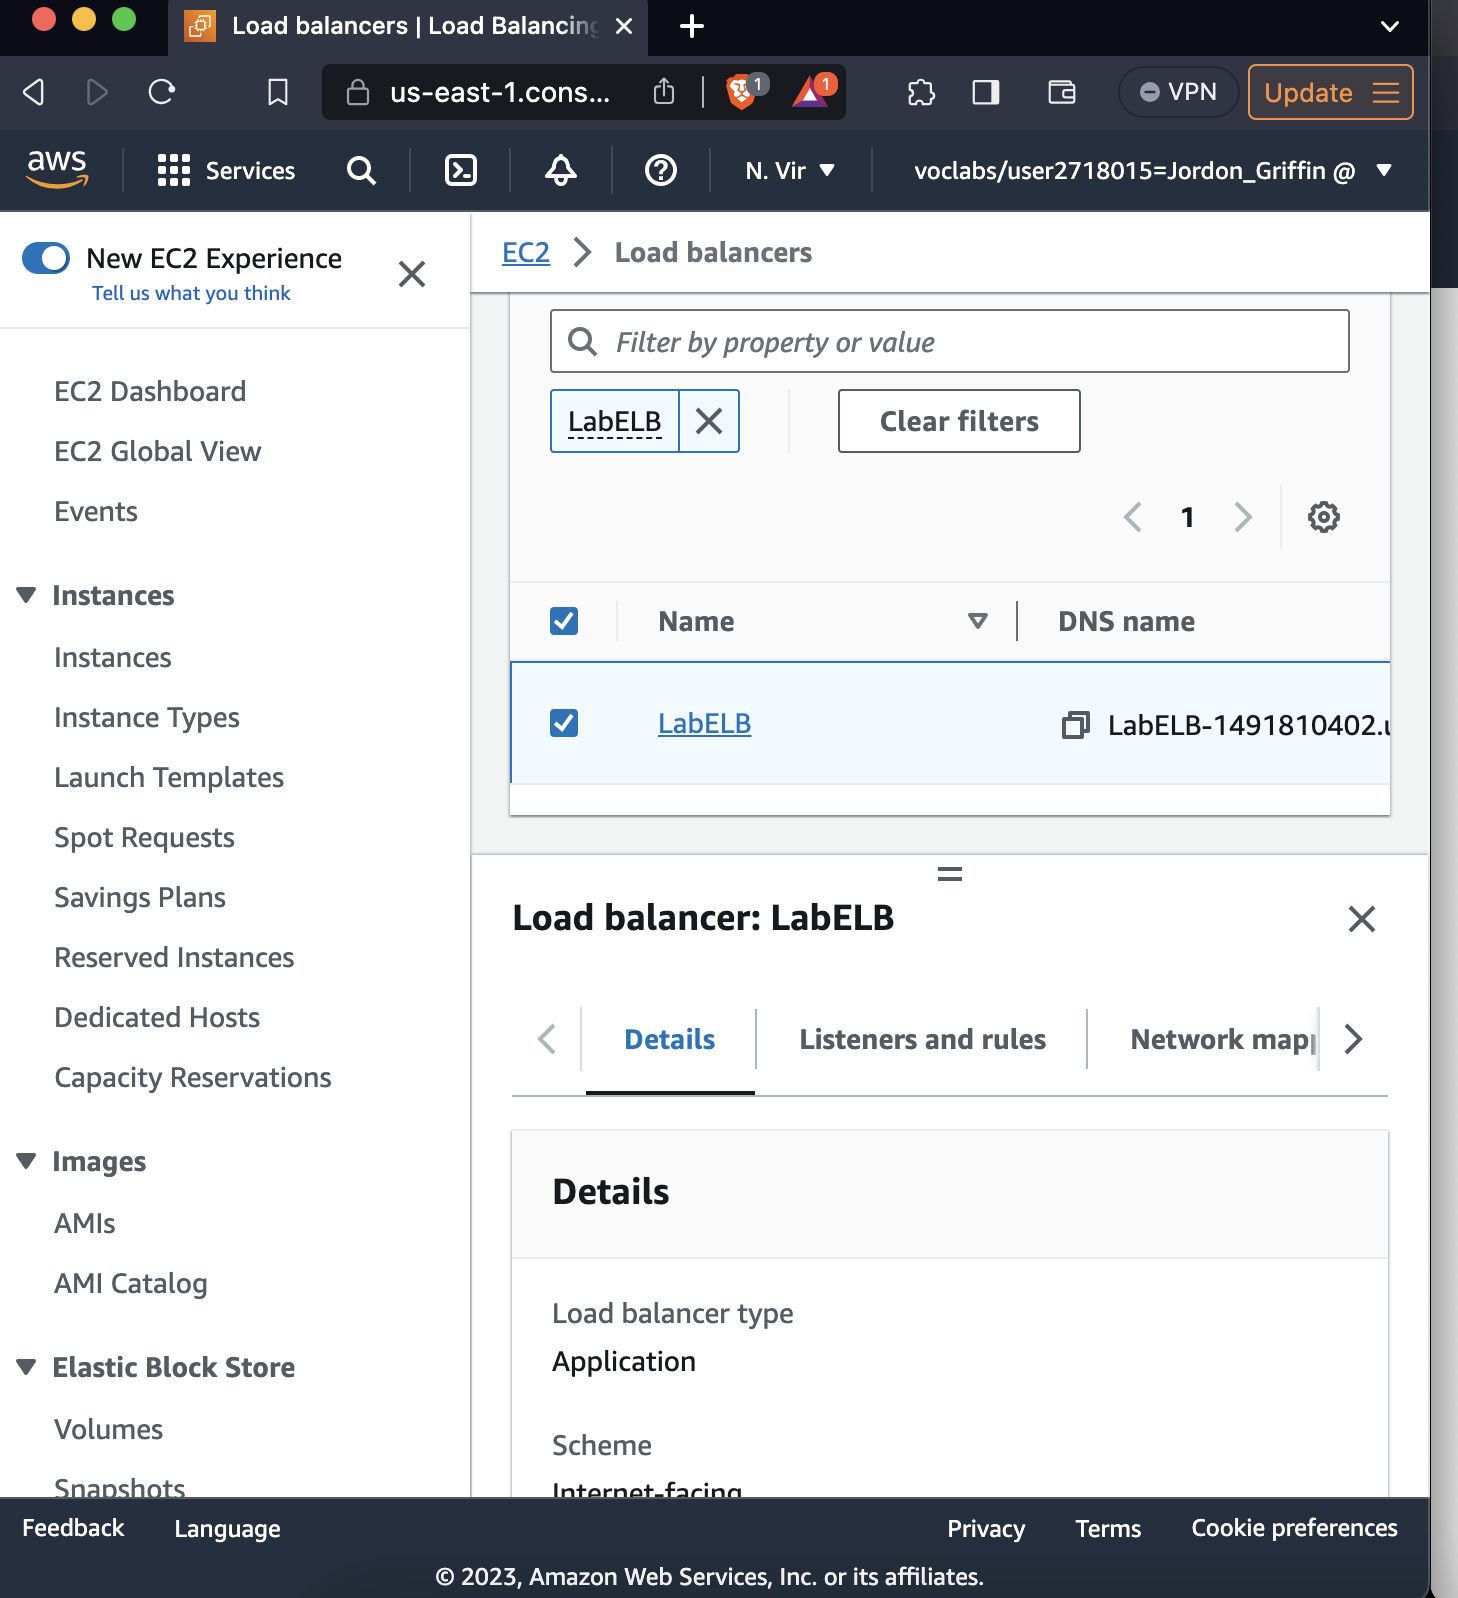 Load balancers | Load Balancing
us-east-1.cons...
1
1
VPN
Update
aws
Services
N. Vir
voclabs/user2718015=Jordon_Griffin @
New EC2 Experience
Tell us what you think
EC2 Dashboard
EC2 Global View
Events
Instances
Instances
Instance Types
Launch Templates
Spot Requests
Savings Plans
Reserved Instances
Dedicated Hosts
Capacity Reservations
Images
AMIs
AMI Catalog
Elastic Block Store
Volumes
Snapshots
EC2 > Load balancers
Filter by property or value
LabELB
Clear filters
1
Name
DNS name
LabELB
LabELB-1491810402.u
Load balancer: LabELB
Details
Listeners and rules
Network mapp
Details
Load balancer type
Application
Scheme
Internet-facing
Feedback
Language
Privacy
Terms
Cookie preferences
© 2023, Amazon Web Services, Inc. or its affiliates.